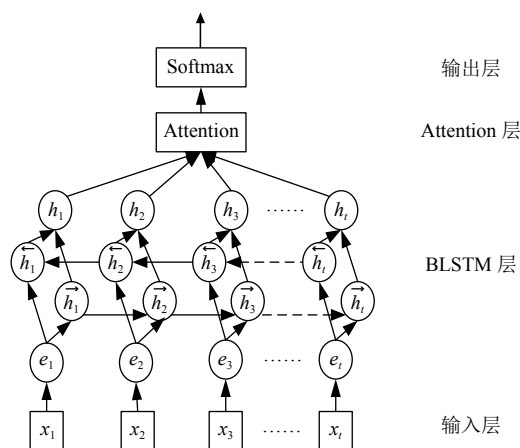 Softmax 输出层
Attention Attention 层
h₁ h₂ h₃ ...... hₜ
←h₁ ←h₂ ←h₃ ←hₜ BLSTM 层
→h₁ →h₂ →h₃ →hₜ
e₁ e₂ e₃ ...... eₜ
x₁ x₂ x₃ ...... xₜ 输入层